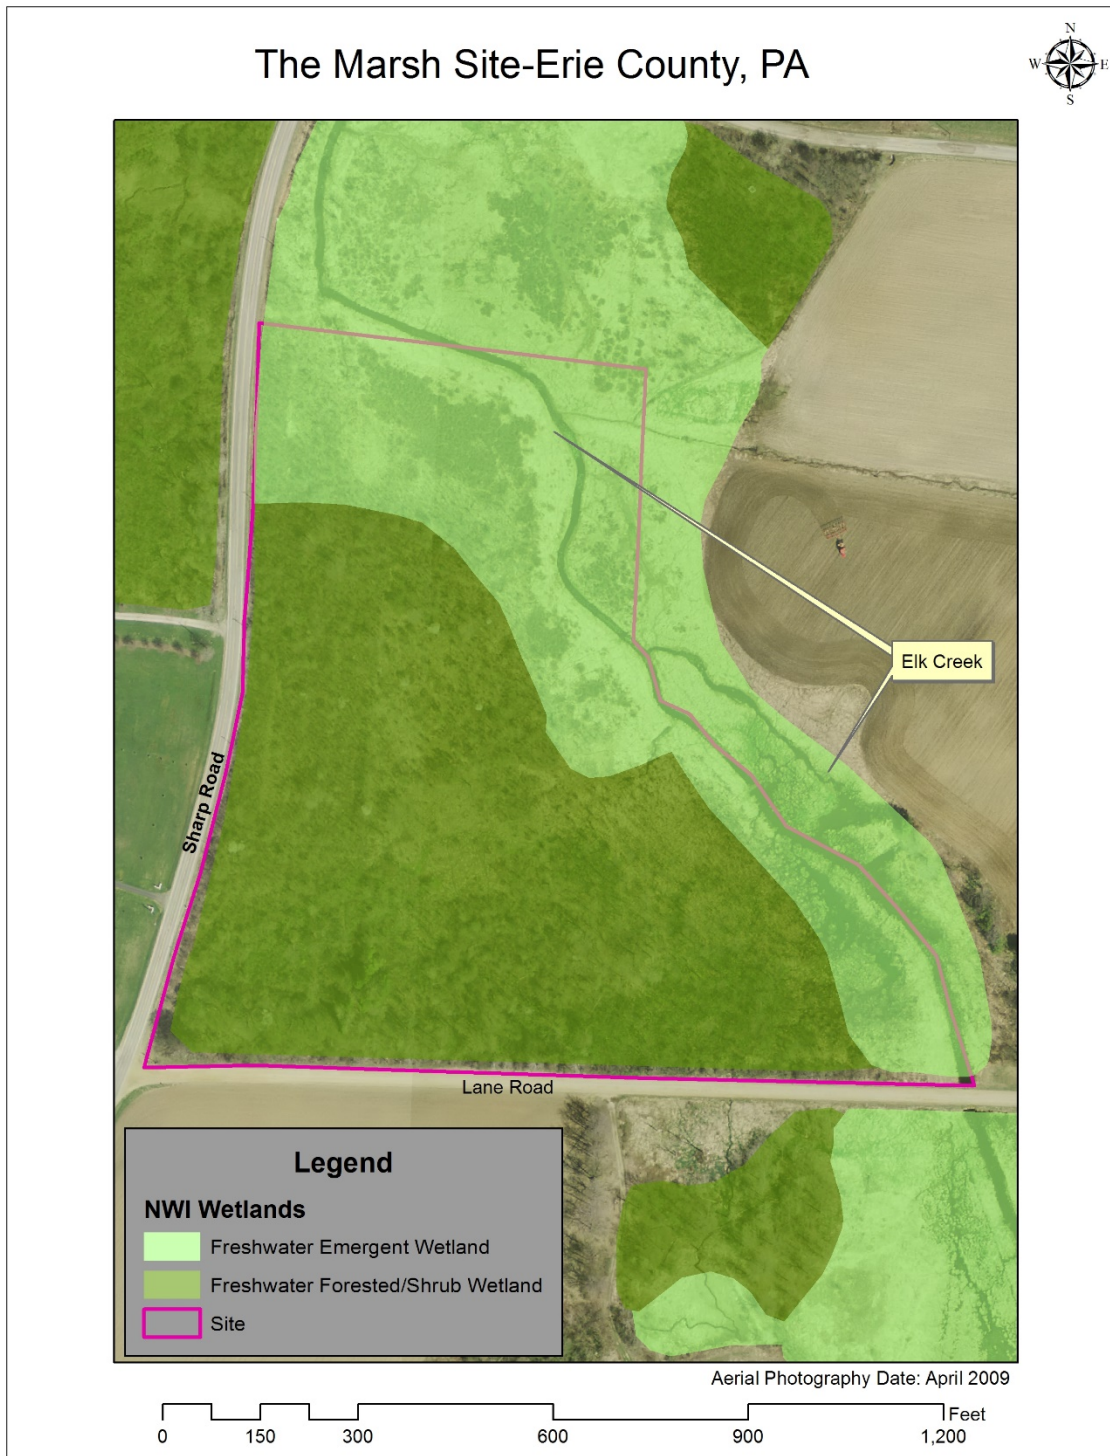 The Marsh Site-Erie County, PA
N
W E
S
Elk Creek
Sharp Road
Lane Road
Legend
NWI Wetlands
Freshwater Emergent Wetland
Freshwater Forested/Shrub Wetland
Site
Aerial Photography Date: April 2009
Feet
0 150 300 600 900 1,200